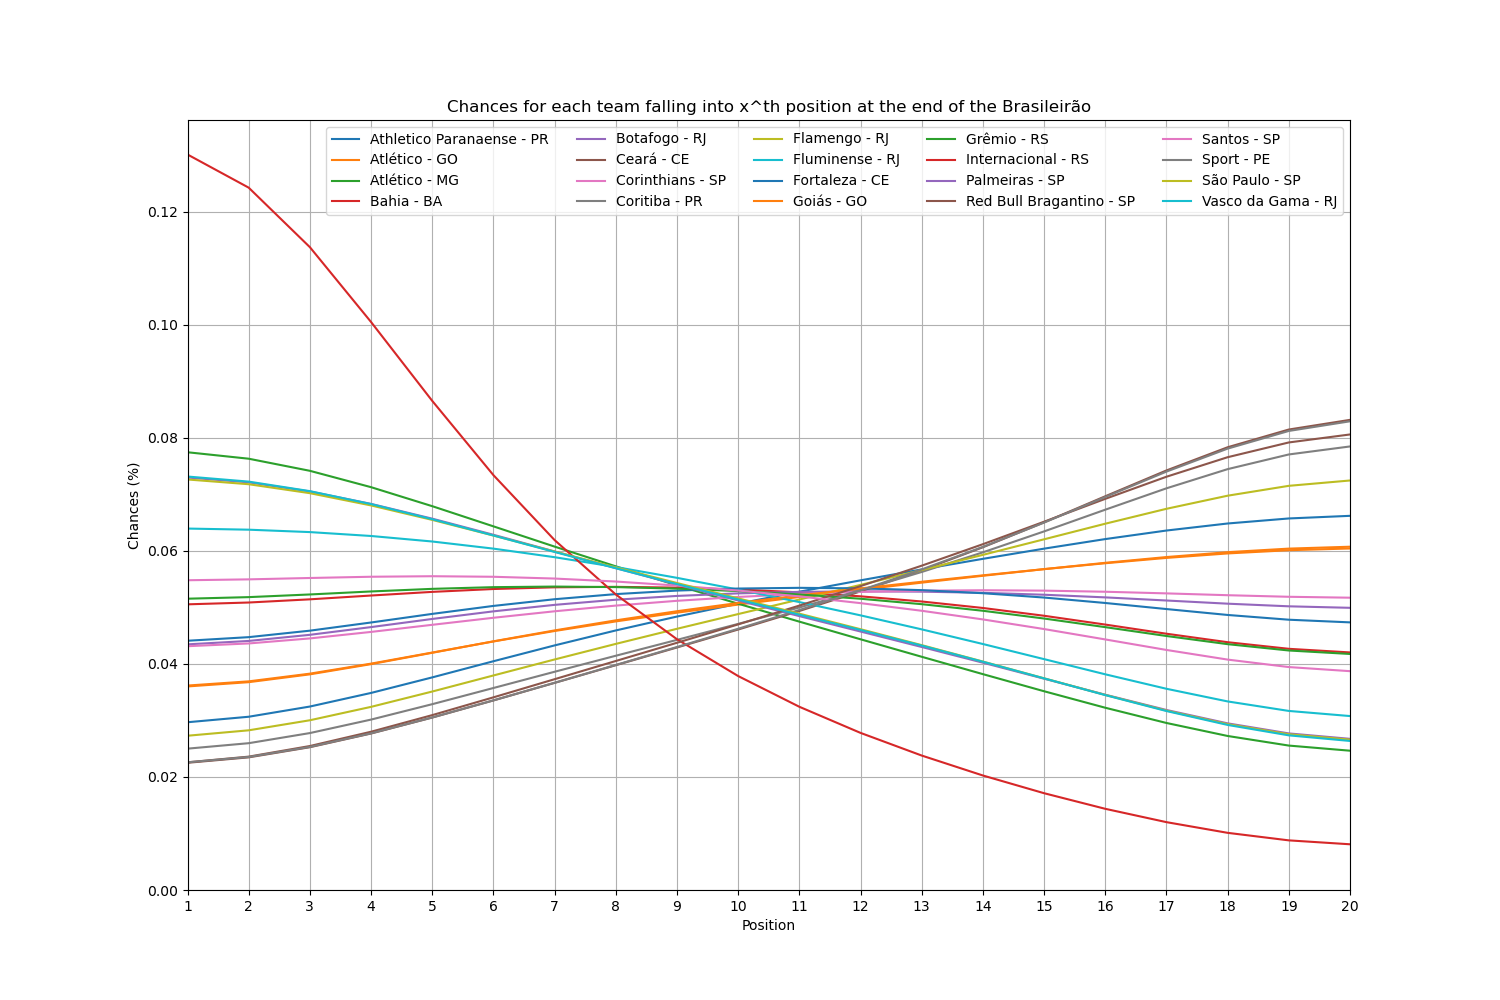 Chances for each team falling into x^th position at the end of the Brasileirão
Athletico Paranaense - PR
Atlético - GO
Atlético - MG
Bahia - BA
Botafogo - RJ
Ceará - CE
Corinthians - SP
Coritiba - PR
Flamengo - RJ
Fluminense - RJ
Fortaleza - CE
Goiás - GO
Grêmio - RS
Internacional - RS
Palmeiras - SP
Red Bull Bragantino - SP
Santos - SP
Sport - PE
São Paulo - SP
Vasco da Gama - RJ
Chances (%)
0.12
0.10
0.08
0.06
0.04
0.02
0.00
1 2 3 4 5 6 7 8 9 10 11 12 13 14 15 16 17 18 19 20
Position